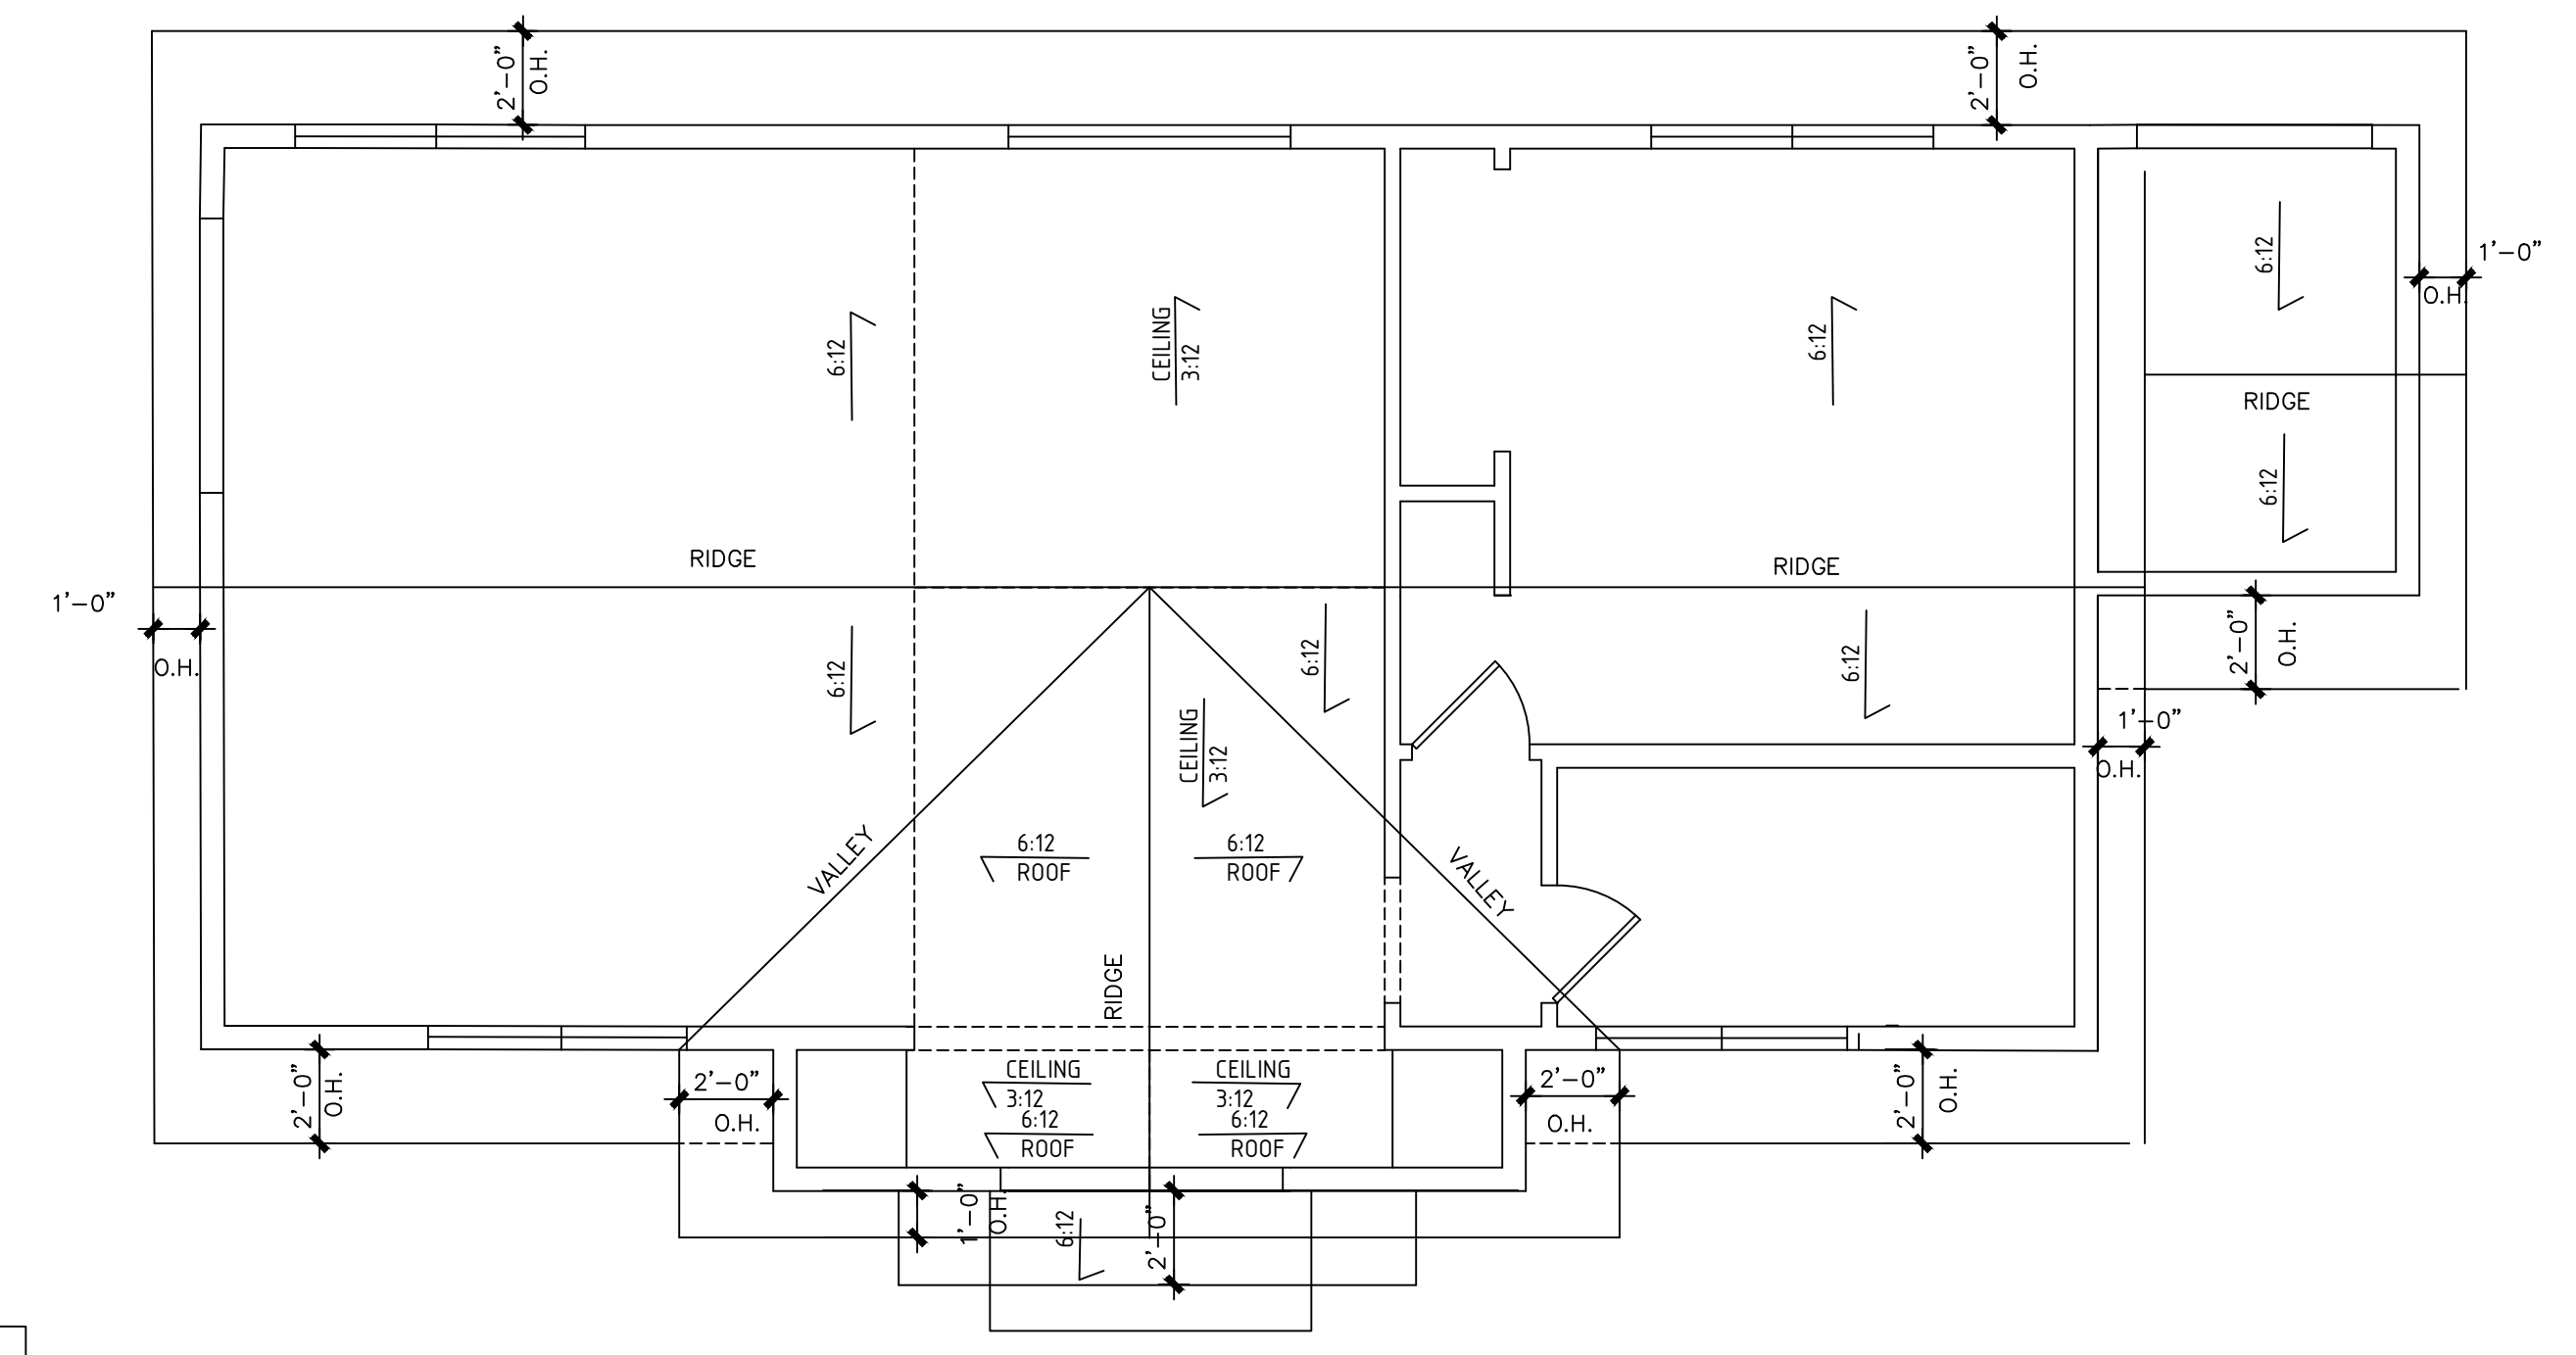 2'-0"
O.H.
2'-0"
O.H.
6:12
1'-0"
O.H.
6:12
CEILING
3:12
6:12
RIDGE
6:12
RIDGE
RIDGE
1'-0"
O.H.
6:12
6:12
6:12
2'-0"
O.H.
CEILING
3:12
1'-0"
O.H.
VALLEY
6:12
ROOF
6:12
ROOF
VALLEY
RIDGE
2'-0"
O.H.
2'-0"
O.H.
CEILING
3:12
6:12
ROOF
CEILING
3:12
6:12
ROOF
2'-0"
O.H.
2'-0"
O.H.
1'-0"
O.H.
6:12
2'-0"